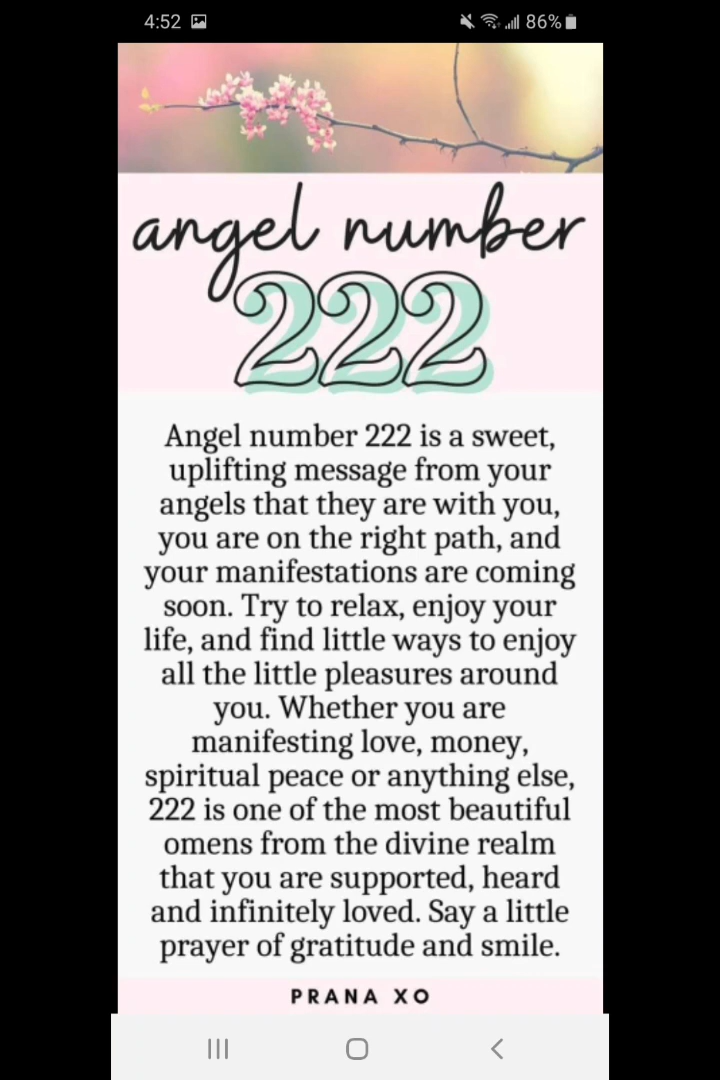 4:52 86%
angel number
222
Angel number 222 is a sweet,
uplifting message from your
angels that they are with you,
you are on the right path, and
your manifestations are coming
soon. Try to relax, enjoy your
life, and find little ways to enjoy
all the little pleasures around
you. Whether you are
manifesting love, money,
spiritual peace or anything else,
222 is one of the most beautiful
omens from the divine realm
that you are supported, heard
and infinitely loved. Say a little
prayer of gratitude and smile.
PRANA XO